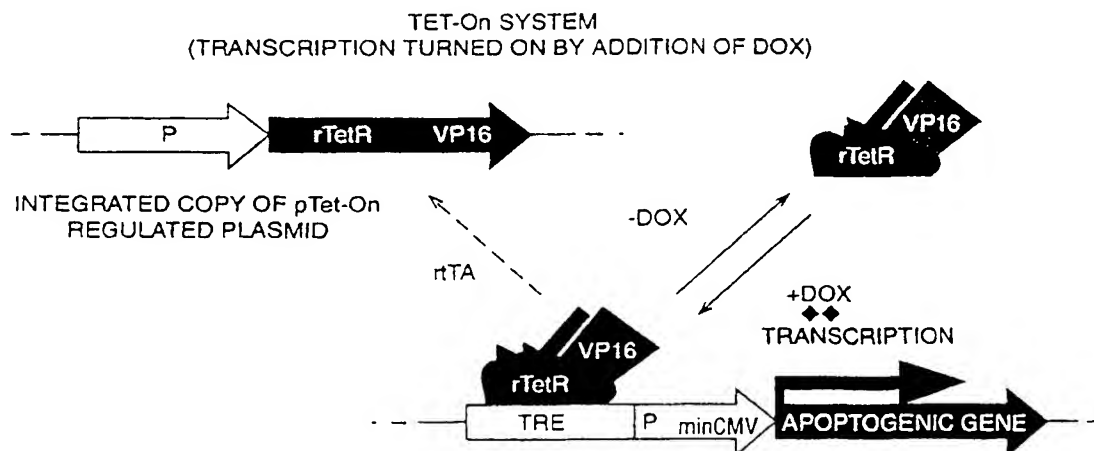 TET-On SYSTEM
(TRANSCRIPTION TURNED ON BY ADDITION OF DOX)
P
rTetR
VP16
VP16
rTetR
INTEGRATED COPY OF pTet-On
REGULATED PLASMID
-DOX
rtTA
+DOX
TRANSCRIPTION
VP16
rTetR
TRE
P minCMV
APOPTOGENIC GENE